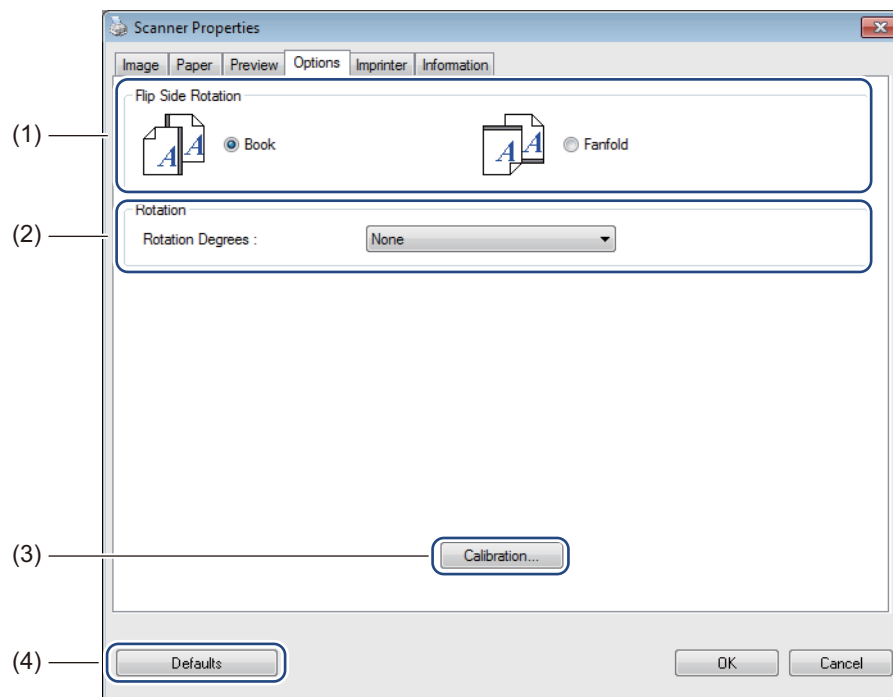 Scanner Properties
Image Paper Preview Options Imprinter Information
Flip Side Rotation
(1)
A A Book A A Fanfold
Rotation
(2)
Rotation Degrees : None
(3)
Calibration...
(4)
Defaults OK Cancel